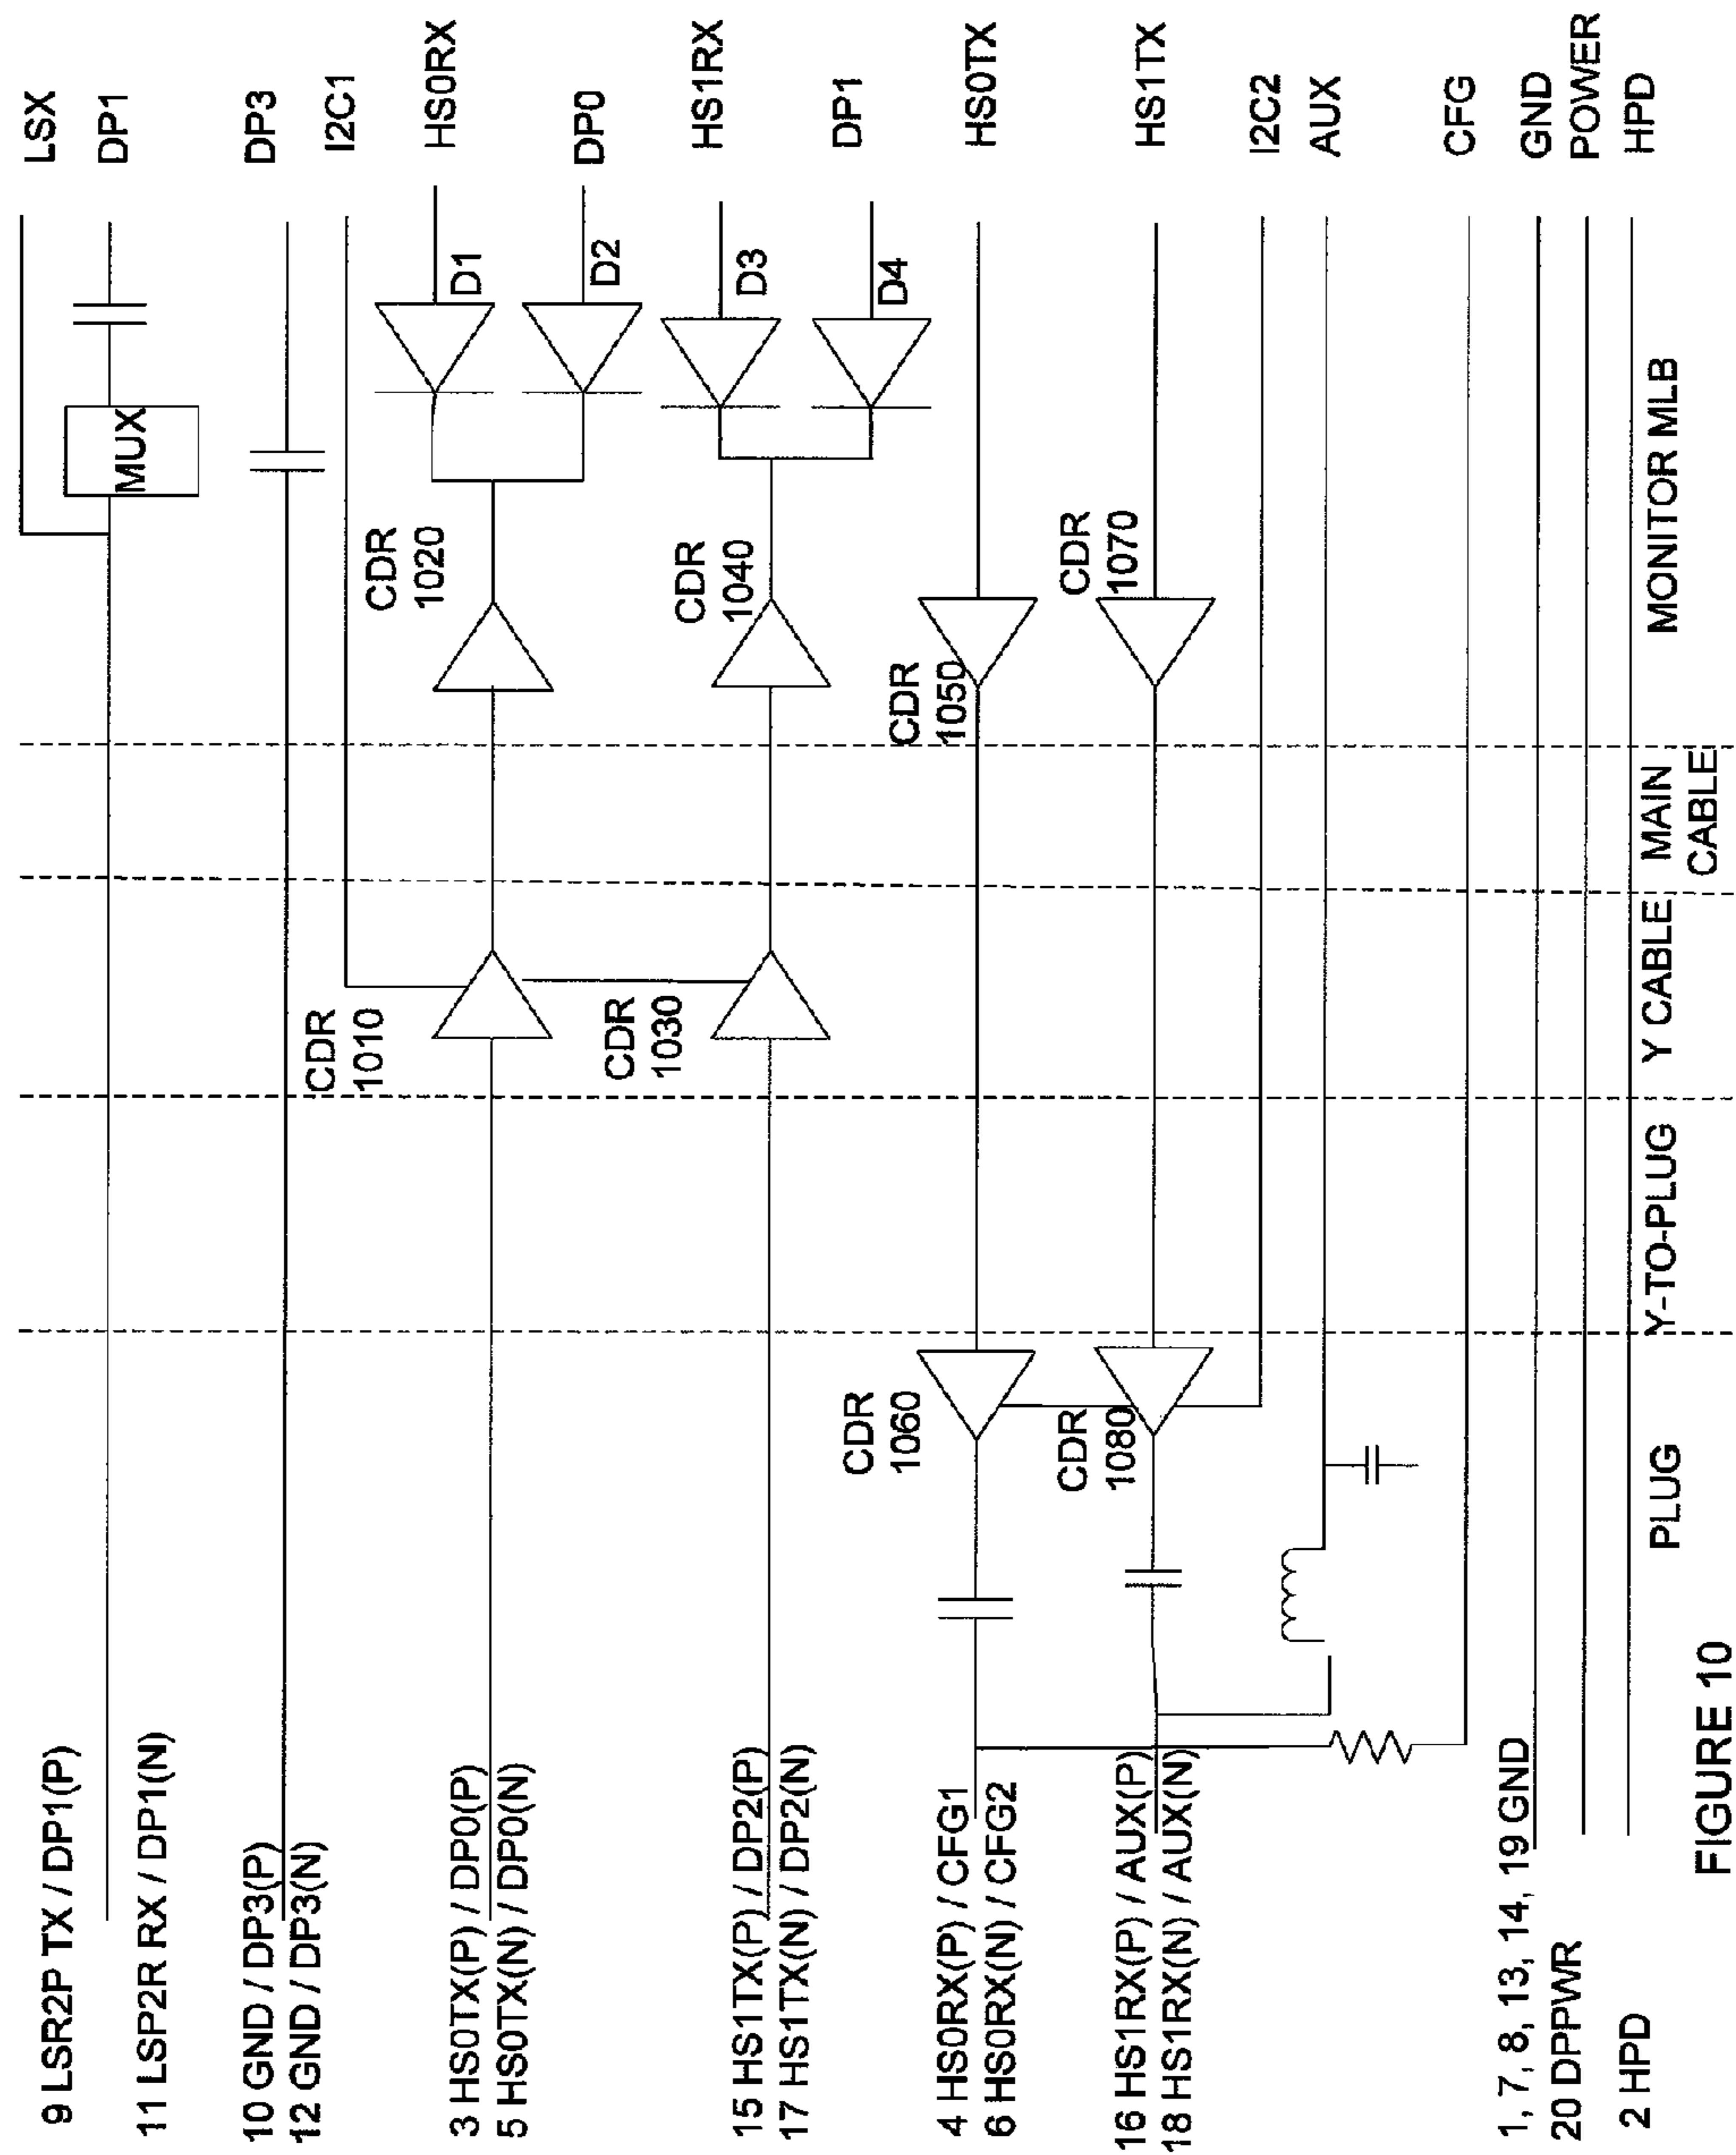 9 LSR2P TX / DP1(P)
11 LSP2R RX / DP1(N)
10 GND / DP3(P)
12 GND / DP3(N)
3 HS0TX(P) / DP0(P)
5 HS0TX(N) / DP0(N)
15 HS1TX(P) / DP2(P)
17 HS1TX(N) / DP2(N)
4 HS0RX(P) / CFG1
6 HS0RX(N) / CFG2
16 HS1RX(P) / AUX(P)
18 HS1RX(N) / AUX(N)
1, 7, 8, 13, 14, 19 GND
20 DPPWR
2 HPD
CDR
1060
CDR
1080
CDR
1010
CDR
1030
CDR
1020
CDR
1040
CDR
1050
CDR
1070
MUX
D1
D2
D3
D4
LSX
DP1
DP3
I2C1
HS0RX
DP0
HS1RX
DP1
HS0TX
HS1TX
I2C2
AUX
CFG
GND
POWER
HPD
PLUG
Y-TO-PLUG
Y CABLE
MAIN
CABLE
MONITOR MLB
FIGURE 10